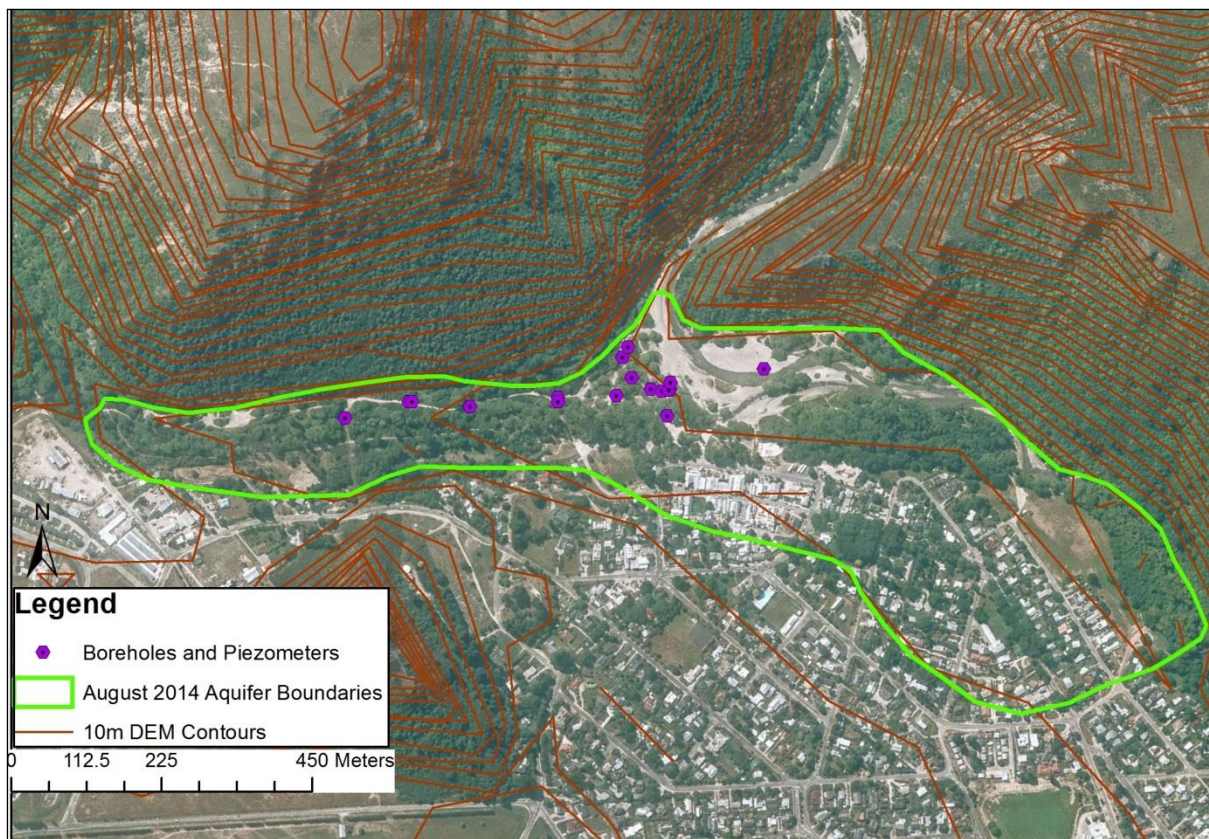 N
Legend
Boreholes and Piezometers
August 2014 Aquifer Boundaries
10m DEM Contours
0 112.5 225 450 Meters